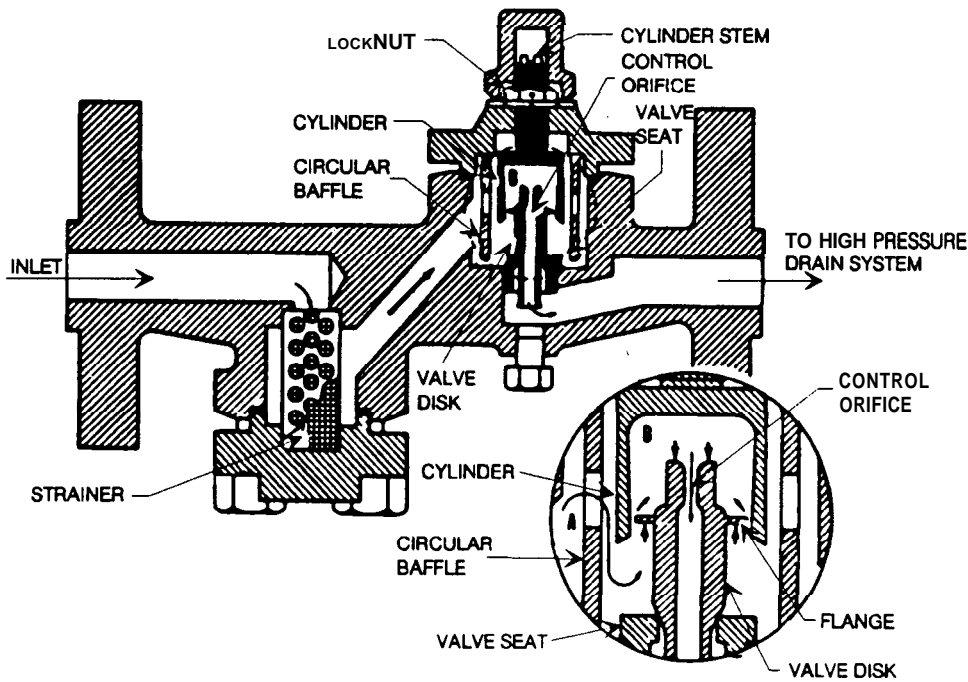 LOCKNUT
CYLINDER STEM
CONTROL
ORIFICE
VALVE
SEAT
CYLINDER
CIRCULAR
BAFFLE
B
INLET
TO HIGH PRESSURE
DRAIN SYSTEM
VALVE
DISK
STRAINER
CONTROL
ORIFICE
B
CYLINDER
A
CIRCULAR
BAFFLE
FLANGE
VALVE SEAT
VALVE DISK